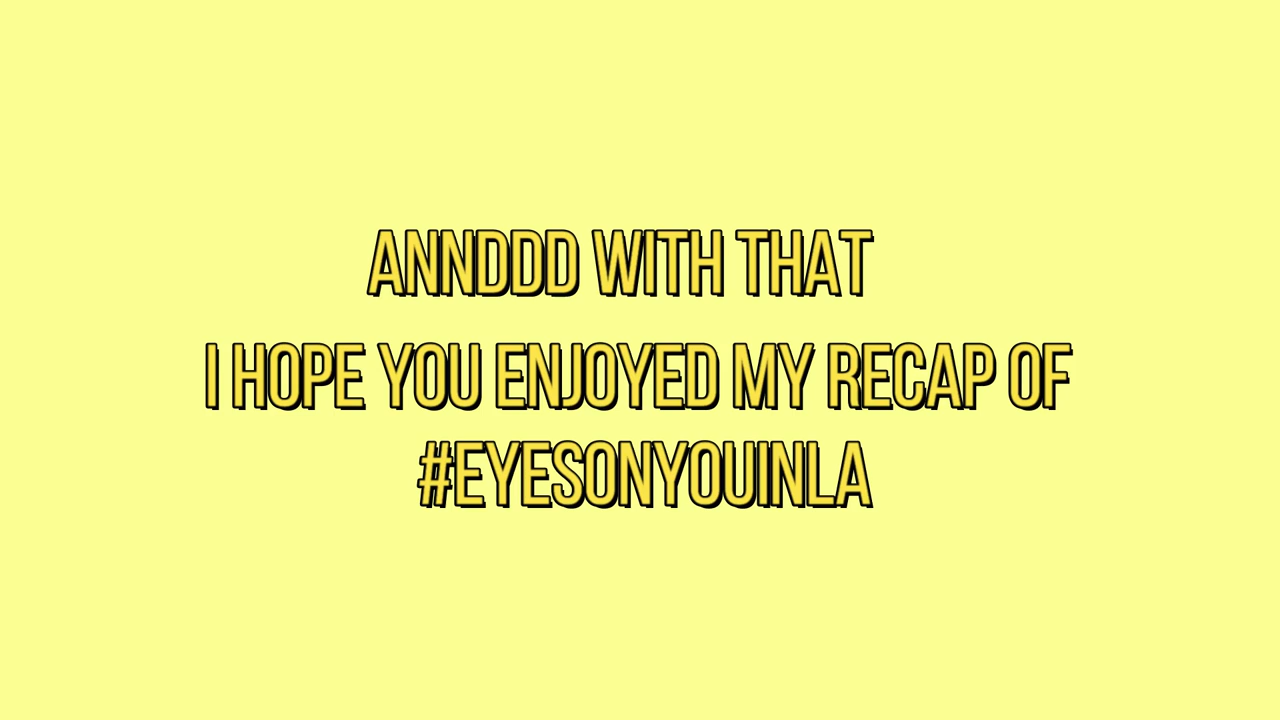 ANNDDD WITH THAT
I HOPE YOU ENJOYED MY RECAP OF
#EYESONYOUINLA